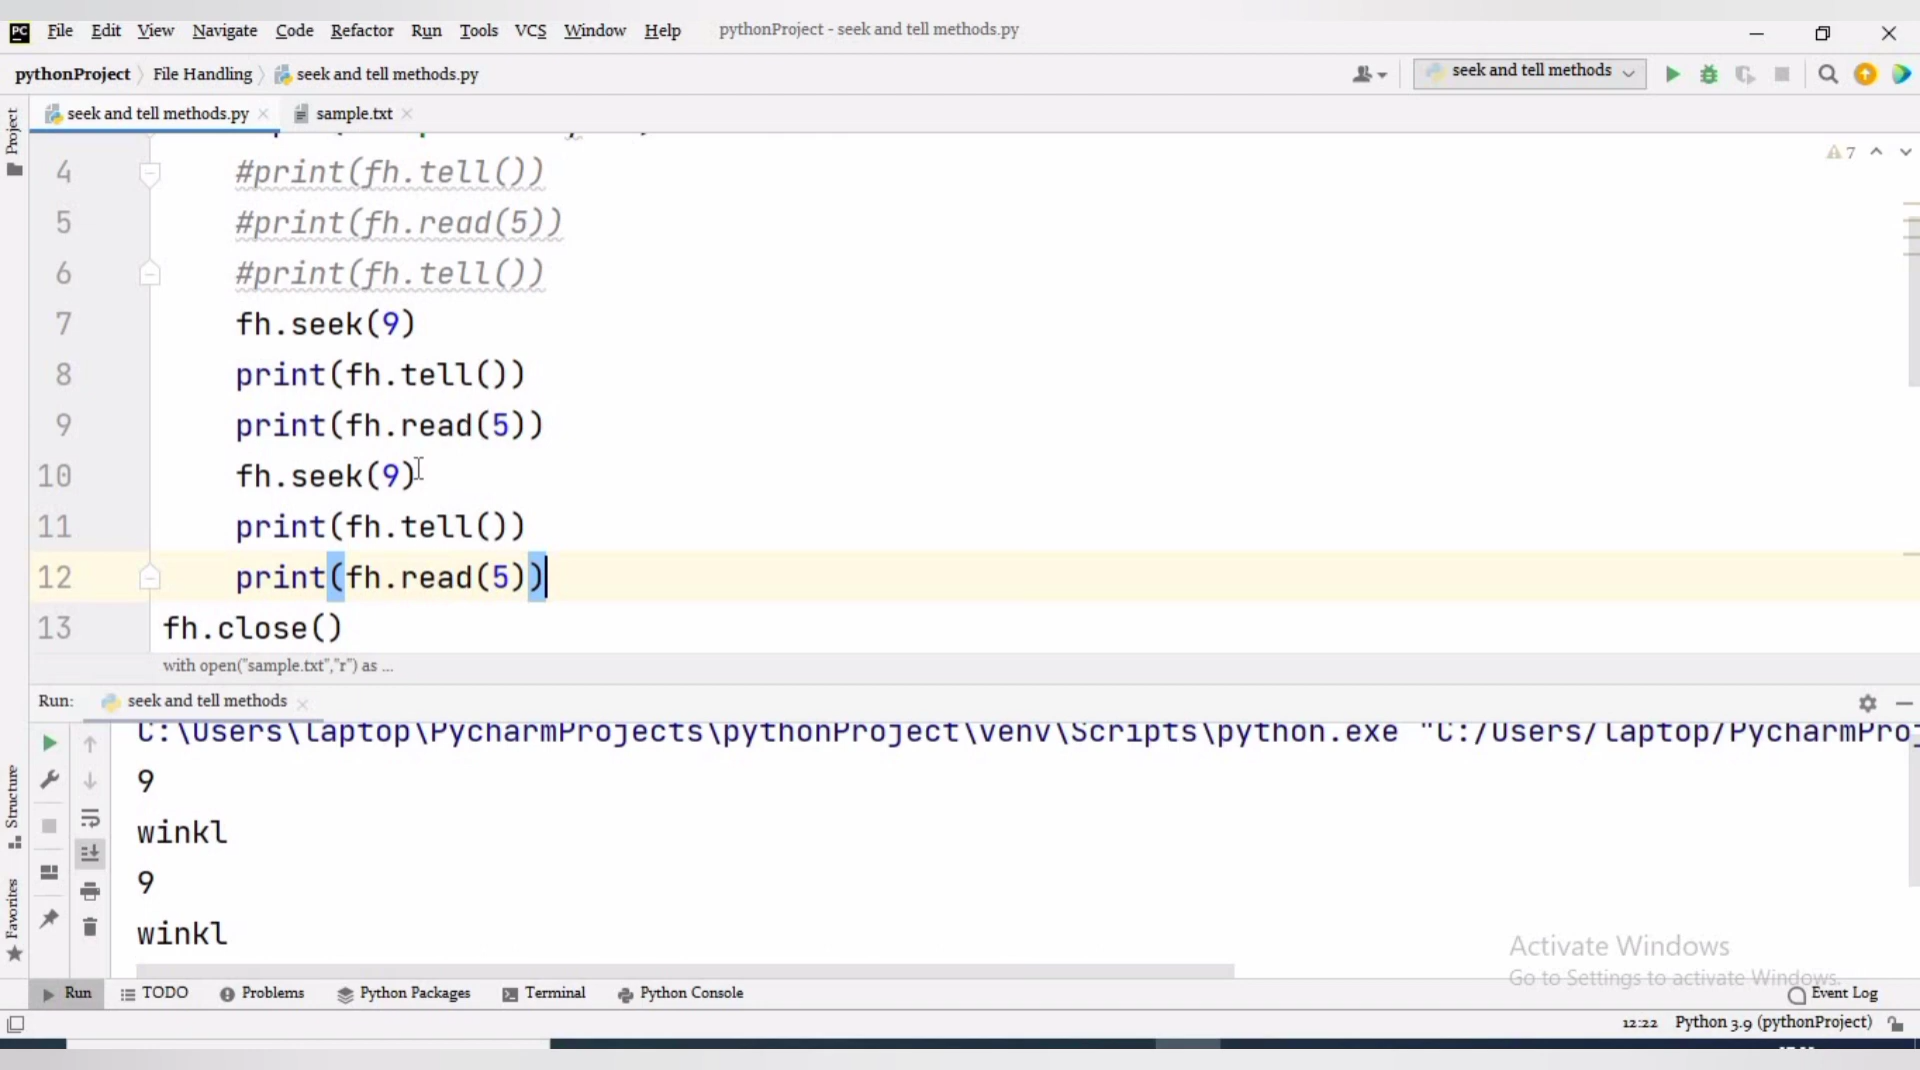 PC File Edit View Navigate Code Refactor Run Tools VCS Window Help pythonProject - seek and tell methods.py
pythonProject File Handling seek and tell methods.py seek and tell methods
seek and tell methods.py sample.txt
Project
7
4 #print(fh.tell())
5 #print(fh.read(5))
6 #print(fh.tell())
7 fh.seek(9)
8 print(fh.tell())
9 print(fh.read(5))
10 fh.seek(9)
11 print(fh.tell())
12 print(fh.read(5))
13 fh.close()
with open("sample.txt","r") as ...
Run: seek and tell methods
C:\Users\laptop\PycharmProjects\pythonProject\venv\Scripts\python.exe "C:/Users/laptop/PycharmPro
9
winkl
9
winkl
Structure
Favorites
Activate Windows
Go to Settings to activate Windows.
Run TODO Problems Python Packages Terminal Python Console Event Log
12:22 Python 3.9 (pythonProject)